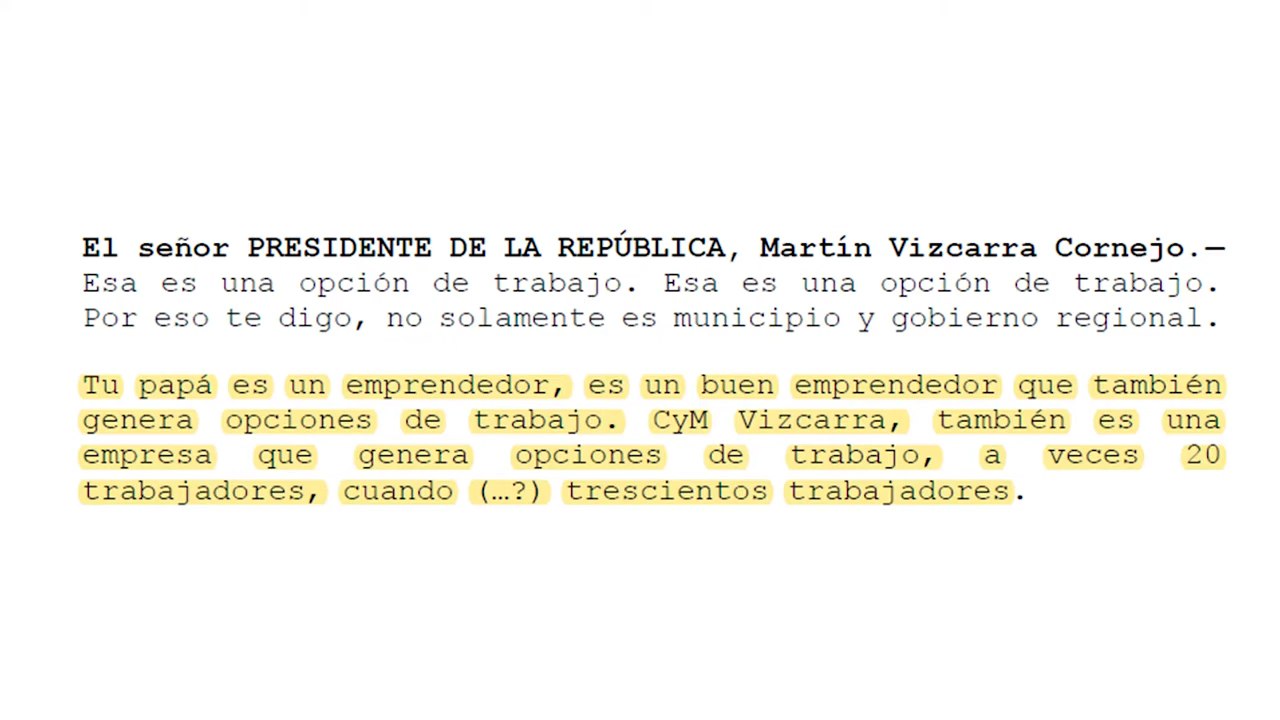 El señor PRESIDENTE DE LA REPÚBLICA, Martín Vizcarra Cornejo.—
Esa es una opción de trabajo. Esa es una opción de trabajo.
Por eso te digo, no solamente es municipio y gobierno regional.
Tu papá es un emprendedor, es un buen emprendedor que también
genera opciones de trabajo. CyM Vizcarra, también es una
empresa que genera opciones de trabajo, a veces 20
trabajadores, cuando (…?) trescientos trabajadores.